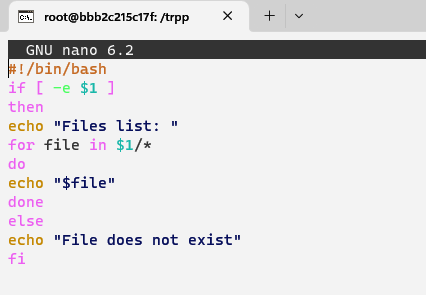 root@bbb2c215c17f: /trpp
GNU nano 6.2
#!/bin/bash
if [ -e $1 ]
then
echo "Files list: "
for file in $1/*
do
echo "$file"
done
else
echo "File does not exist"
fi